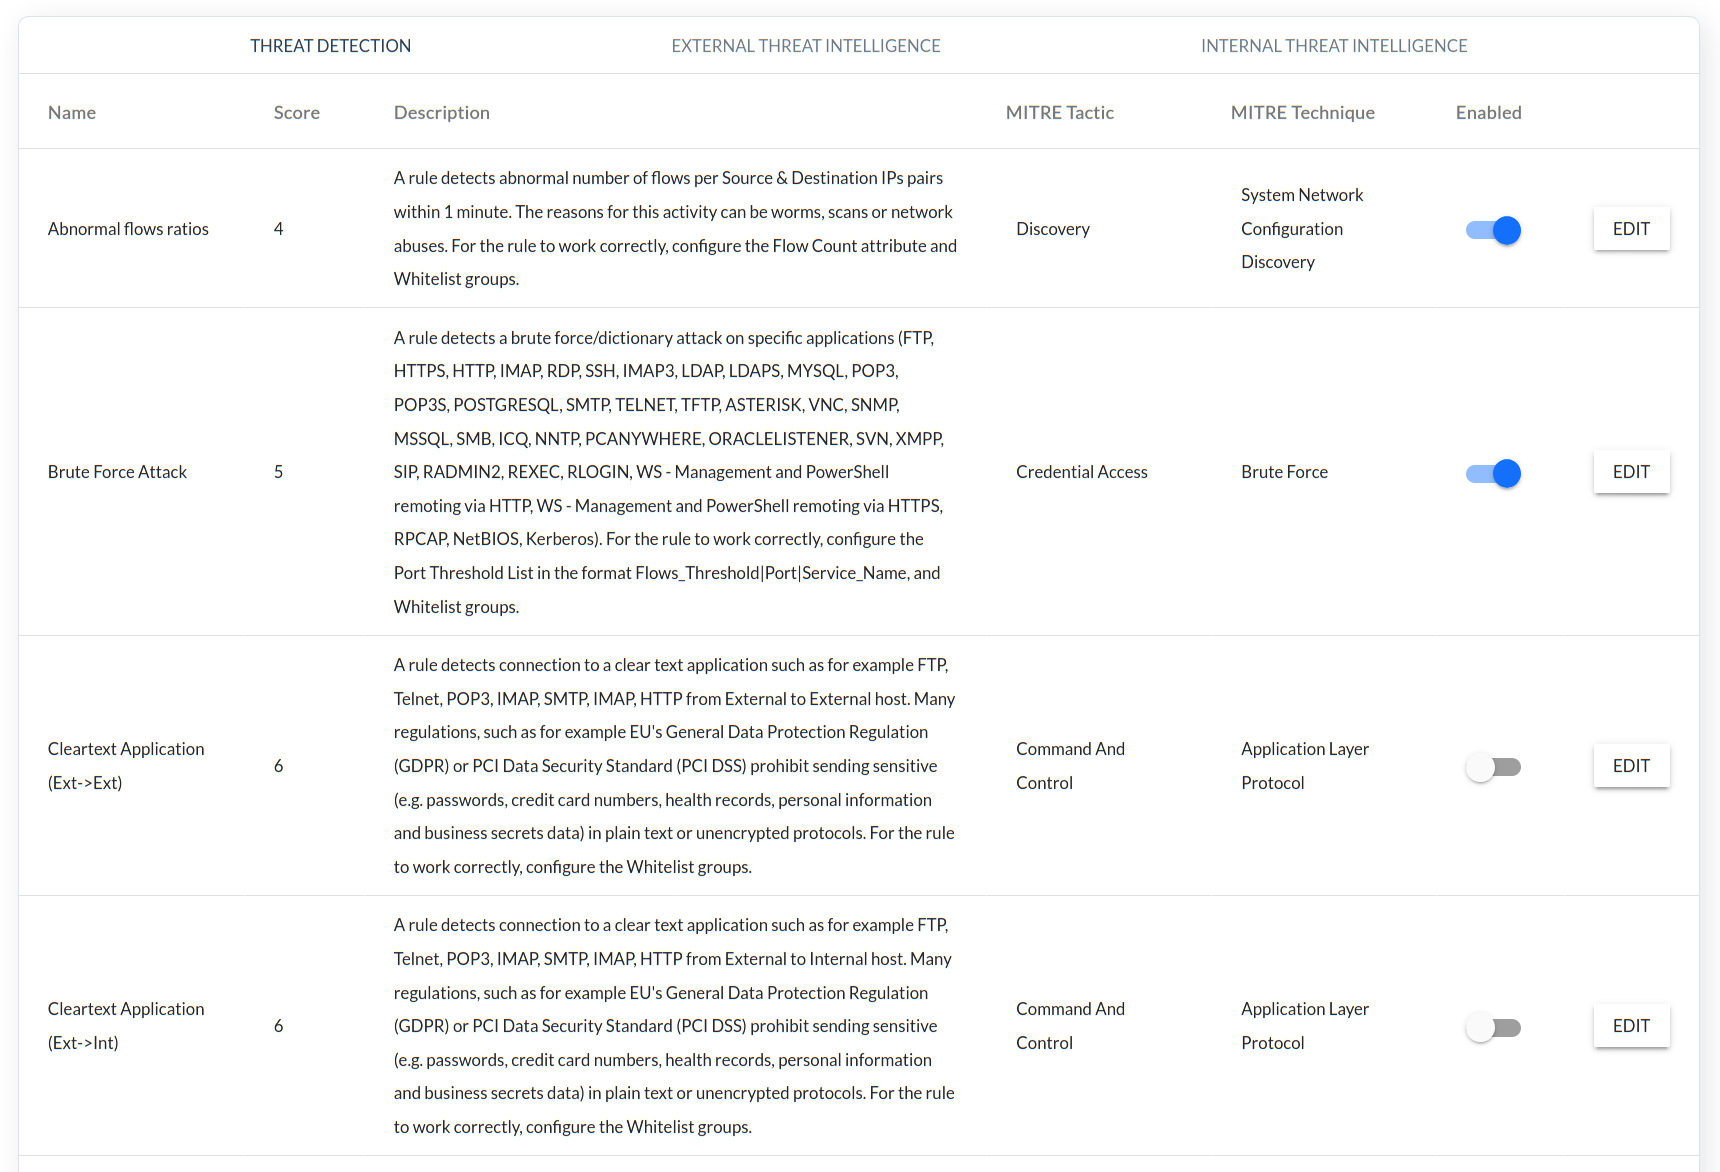 THREAT DETECTION EXTERNAL THREAT INTELLIGENCE INTERNAL THREAT INTELLIGENCE
Name Score Description MITRE Tactic MITRE Technique Enabled
Abnormal flows ratios
4
A rule detects abnormal number of flows per Source & Destination IPs pairs
within 1 minute. The reasons for this activity can be worms, scans or network
abuses. For the rule to work correctly, configure the Flow Count attribute and
Whitelist groups.
Discovery
System Network
Configuration
Discovery
EDIT
Brute Force Attack
5
A rule detects a brute force/dictionary attack on specific applications (FTP,
HTTPS, HTTP, IMAP, RDP, SSH, IMAP3, LDAP, LDAPS, MYSQL, POP3,
POP3S, POSTGRESQL, SMTP, TELNET, TFTP, ASTERISK, VNC, SNMP,
MSSQL, SMB, ICQ, NNTP, PCANYWHERE, ORACLELISTENER, SVN, XMPP,
SIP, RADMIN2, REXEC, RLOGIN, WS - Management and PowerShell
remoting via HTTP, WS - Management and PowerShell remoting via HTTPS,
RPCAP, NetBIOS, Kerberos). For the rule to work correctly, configure the
Port Threshold List in the format Flows_Threshold|Port|Service_Name, and
Whitelist groups.
Credential Access
Brute Force
EDIT
Cleartext Application
(Ext->Ext)
6
A rule detects connection to a clear text application such as for example FTP,
Telnet, POP3, IMAP, SMTP, IMAP, HTTP from External to External host. Many
regulations, such as for example EU's General Data Protection Regulation
(GDPR) or PCI Data Security Standard (PCI DSS) prohibit sending sensitive
(e.g. passwords, credit card numbers, health records, personal information
and business secrets data) in plain text or unencrypted protocols. For the rule
to work correctly, configure the Whitelist groups.
Command And
Control
Application Layer
Protocol
EDIT
Cleartext Application
(Ext->Int)
6
A rule detects connection to a clear text application such as for example FTP,
Telnet, POP3, IMAP, SMTP, IMAP, HTTP from External to Internal host. Many
regulations, such as for example EU's General Data Protection Regulation
(GDPR) or PCI Data Security Standard (PCI DSS) prohibit sending sensitive
(e.g. passwords, credit card numbers, health records, personal information
and business secrets data) in plain text or unencrypted protocols. For the rule
to work correctly, configure the Whitelist groups.
Command And
Control
Application Layer
Protocol
EDIT